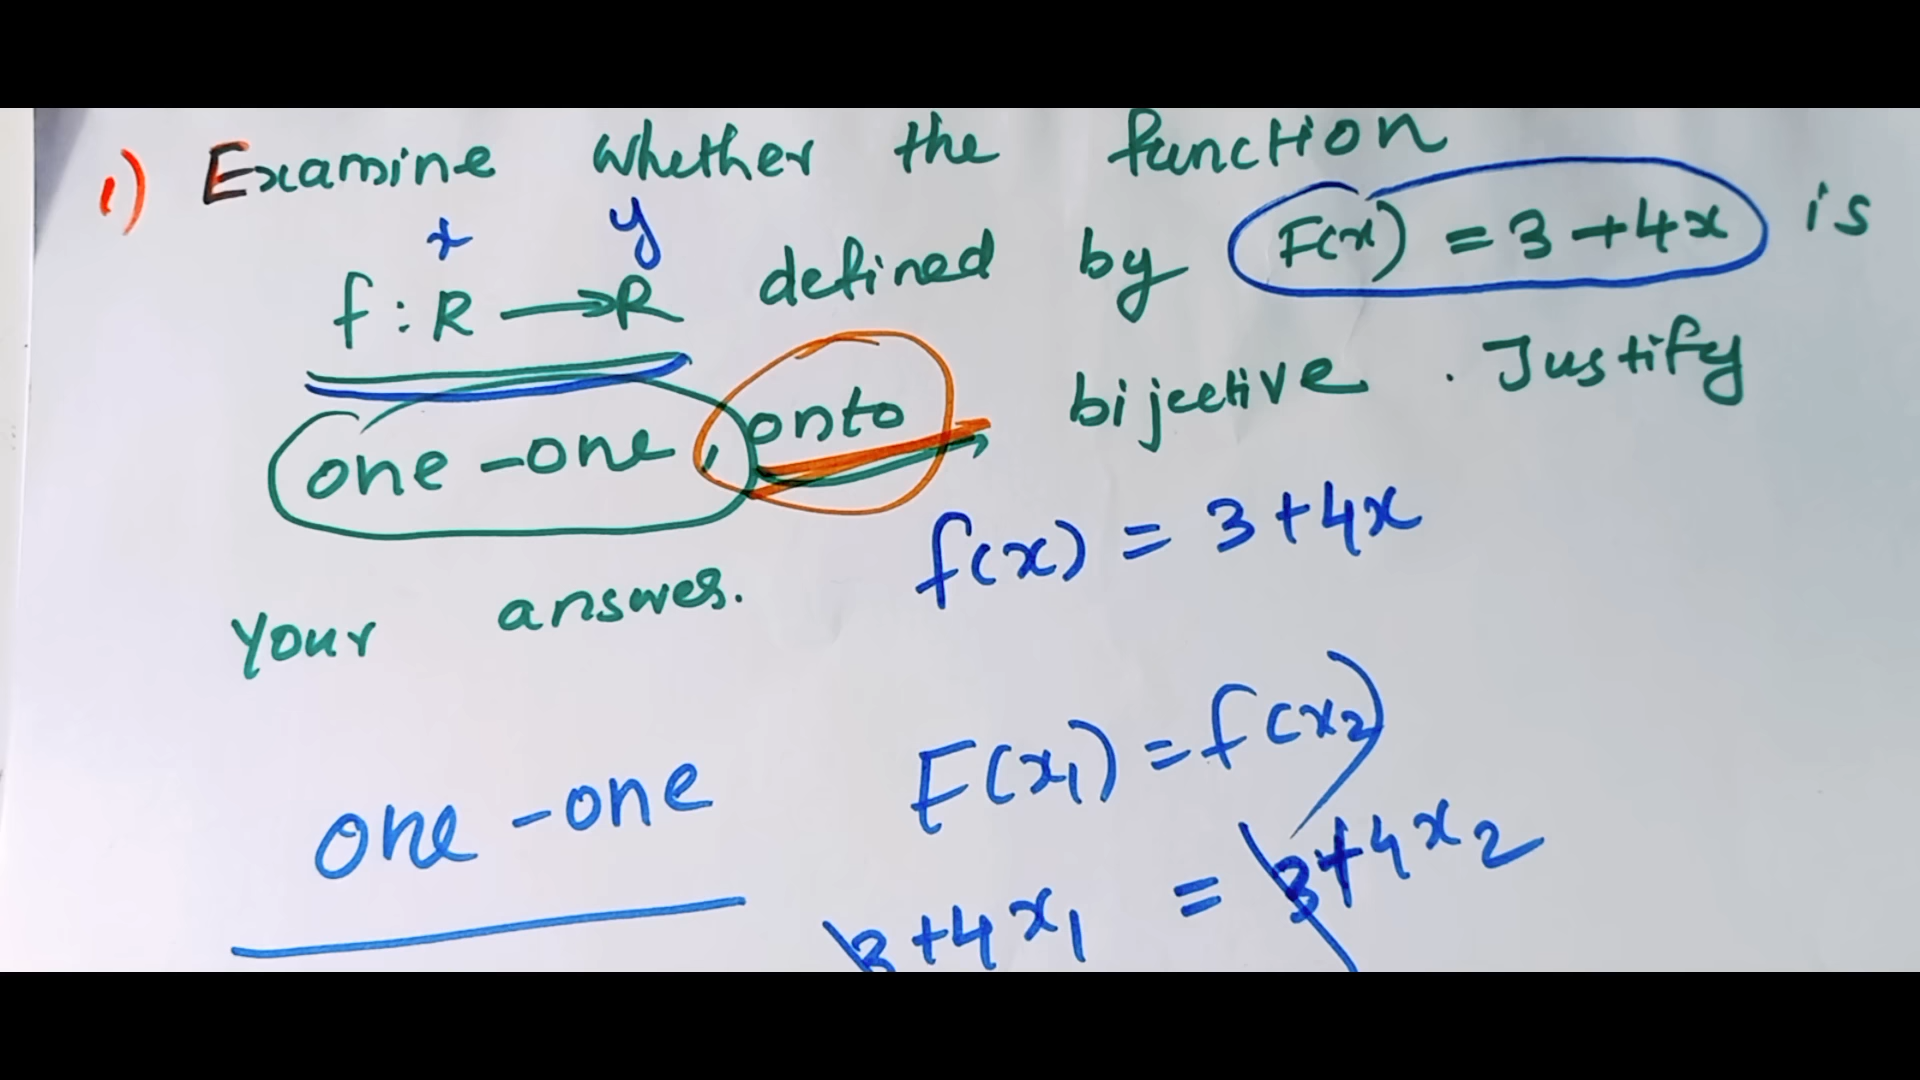 1) Examine whether the function
x y
f : R → R defined by F(x) = 3 + 4x is
one - one , onto bijective . Justify
your answer.
f(x) = 3 + 4x
F(x₁) = f(x₂)
one - one
3 + 4x₁ = 3 + 4x₂